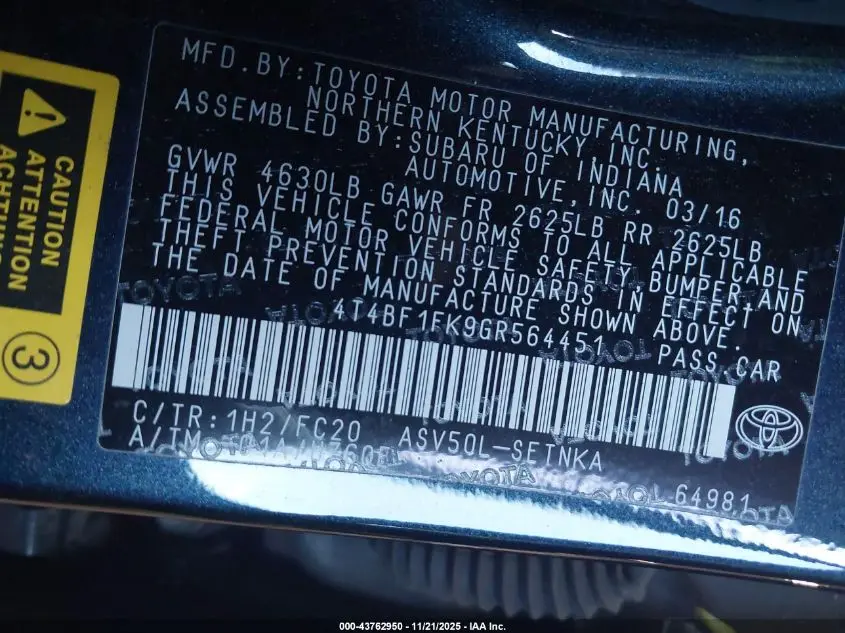 MFD.BY:TOYOTA MOTOR MANUFACTURING,
NORTHERN KENTUCKY,INC.
ASSEMBLED BY:SUBARU OF INDIANA
AUTOMOTIVE,INC. 03/16
GVWR 4630LB GAWR FR 2625LB RR 2625LB
THIS VEHICLE CONFORMS TO ALL APPLICABLE
FEDERAL MOTOR VEHICLE SAFETY,BUMPER,AND
THEFT PREVENTION STANDARDS IN EFFECT ON
THE DATE OF MANUFACTURE SHOWN ABOVE.
4T4BF1FK9GR564451 PASS.CAR
C/TR:1H2/FC20 ASV50L-SETNKA
A/TM:
64981
TOYOTA
CAUTION
ATTENTION
ACHTUNG
3
000-43762950 - 11/21/2025 - IAA Inc.